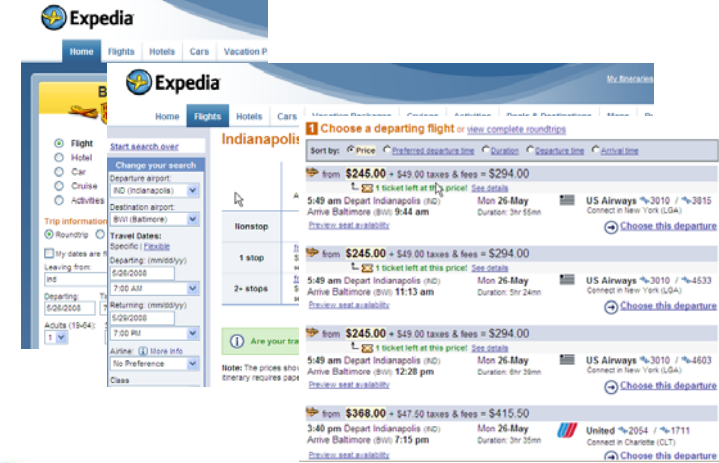 Expedia
Home Flights Hotels Cars Vacation P
B
Flight
Hotel
Car
Cruise
Activities
Trip information
Roundtrip
My dates are fl
Leaving from:
ind
Departing:
5/26/2008
Adults (19-64):
1
Expedia
My Itineraries
Home Flights Hotels Cars Vacation Packages Cruises Activities Deals & Destinations Maps
Start search over
Change your search
Departure airport:
IND (Indianapolis)
Destination airport:
BWI (Baltimore)
Travel Dates:
Specific | Flexible
Departing: (mm/dd/yy)
5/26/2008
7:00 AM
Returning: (mm/dd/yy)
5/29/2008
7:00 PM
Airline: More info
No Preference
Class
Indianapolis
Nonstop
1 stop
2+ stops
Are your tra
Note: The prices show
itinerary requires pape
1 Choose a departing flight or view complete roundtrips
Sort by: Price Preferred departure time Duration Departure time Arrival time
from $245.00 + $49.00 taxes & fees = $294.00
1 ticket left at this price! See details
5:49 am Depart Indianapolis (IND) Mon 26-May US Airways 3010 / 3815
Arrive Baltimore (BWI) 9:44 am Duration: 3hr 55mn Connect in New York (LGA)
Preview seat availability Choose this departure
from $245.00 + $49.00 taxes & fees = $294.00
1 ticket left at this price! See details
5:49 am Depart Indianapolis (IND) Mon 26-May US Airways 3010 / 4533
Arrive Baltimore (BWI) 11:13 am Duration: 5hr 24mn Connect in New York (LGA)
Preview seat availability Choose this departure
from $245.00 + $49.00 taxes & fees = $294.00
1 ticket left at this price! See details
5:49 am Depart Indianapolis (IND) Mon 26-May US Airways 3010 / 4603
Arrive Baltimore (BWI) 12:28 pm Duration: 6hr 39mn Connect in New York (LGA)
Preview seat availability Choose this departure
from $368.00 + $47.50 taxes & fees = $415.50
3:40 pm Depart Indianapolis (IND) Mon 26-May United 2054 / 1711
Arrive Baltimore (BWI) 7:15 pm Duration: 3hr 35mn Connect in Charlotte (CLT)
Preview seat availability Choose this departure